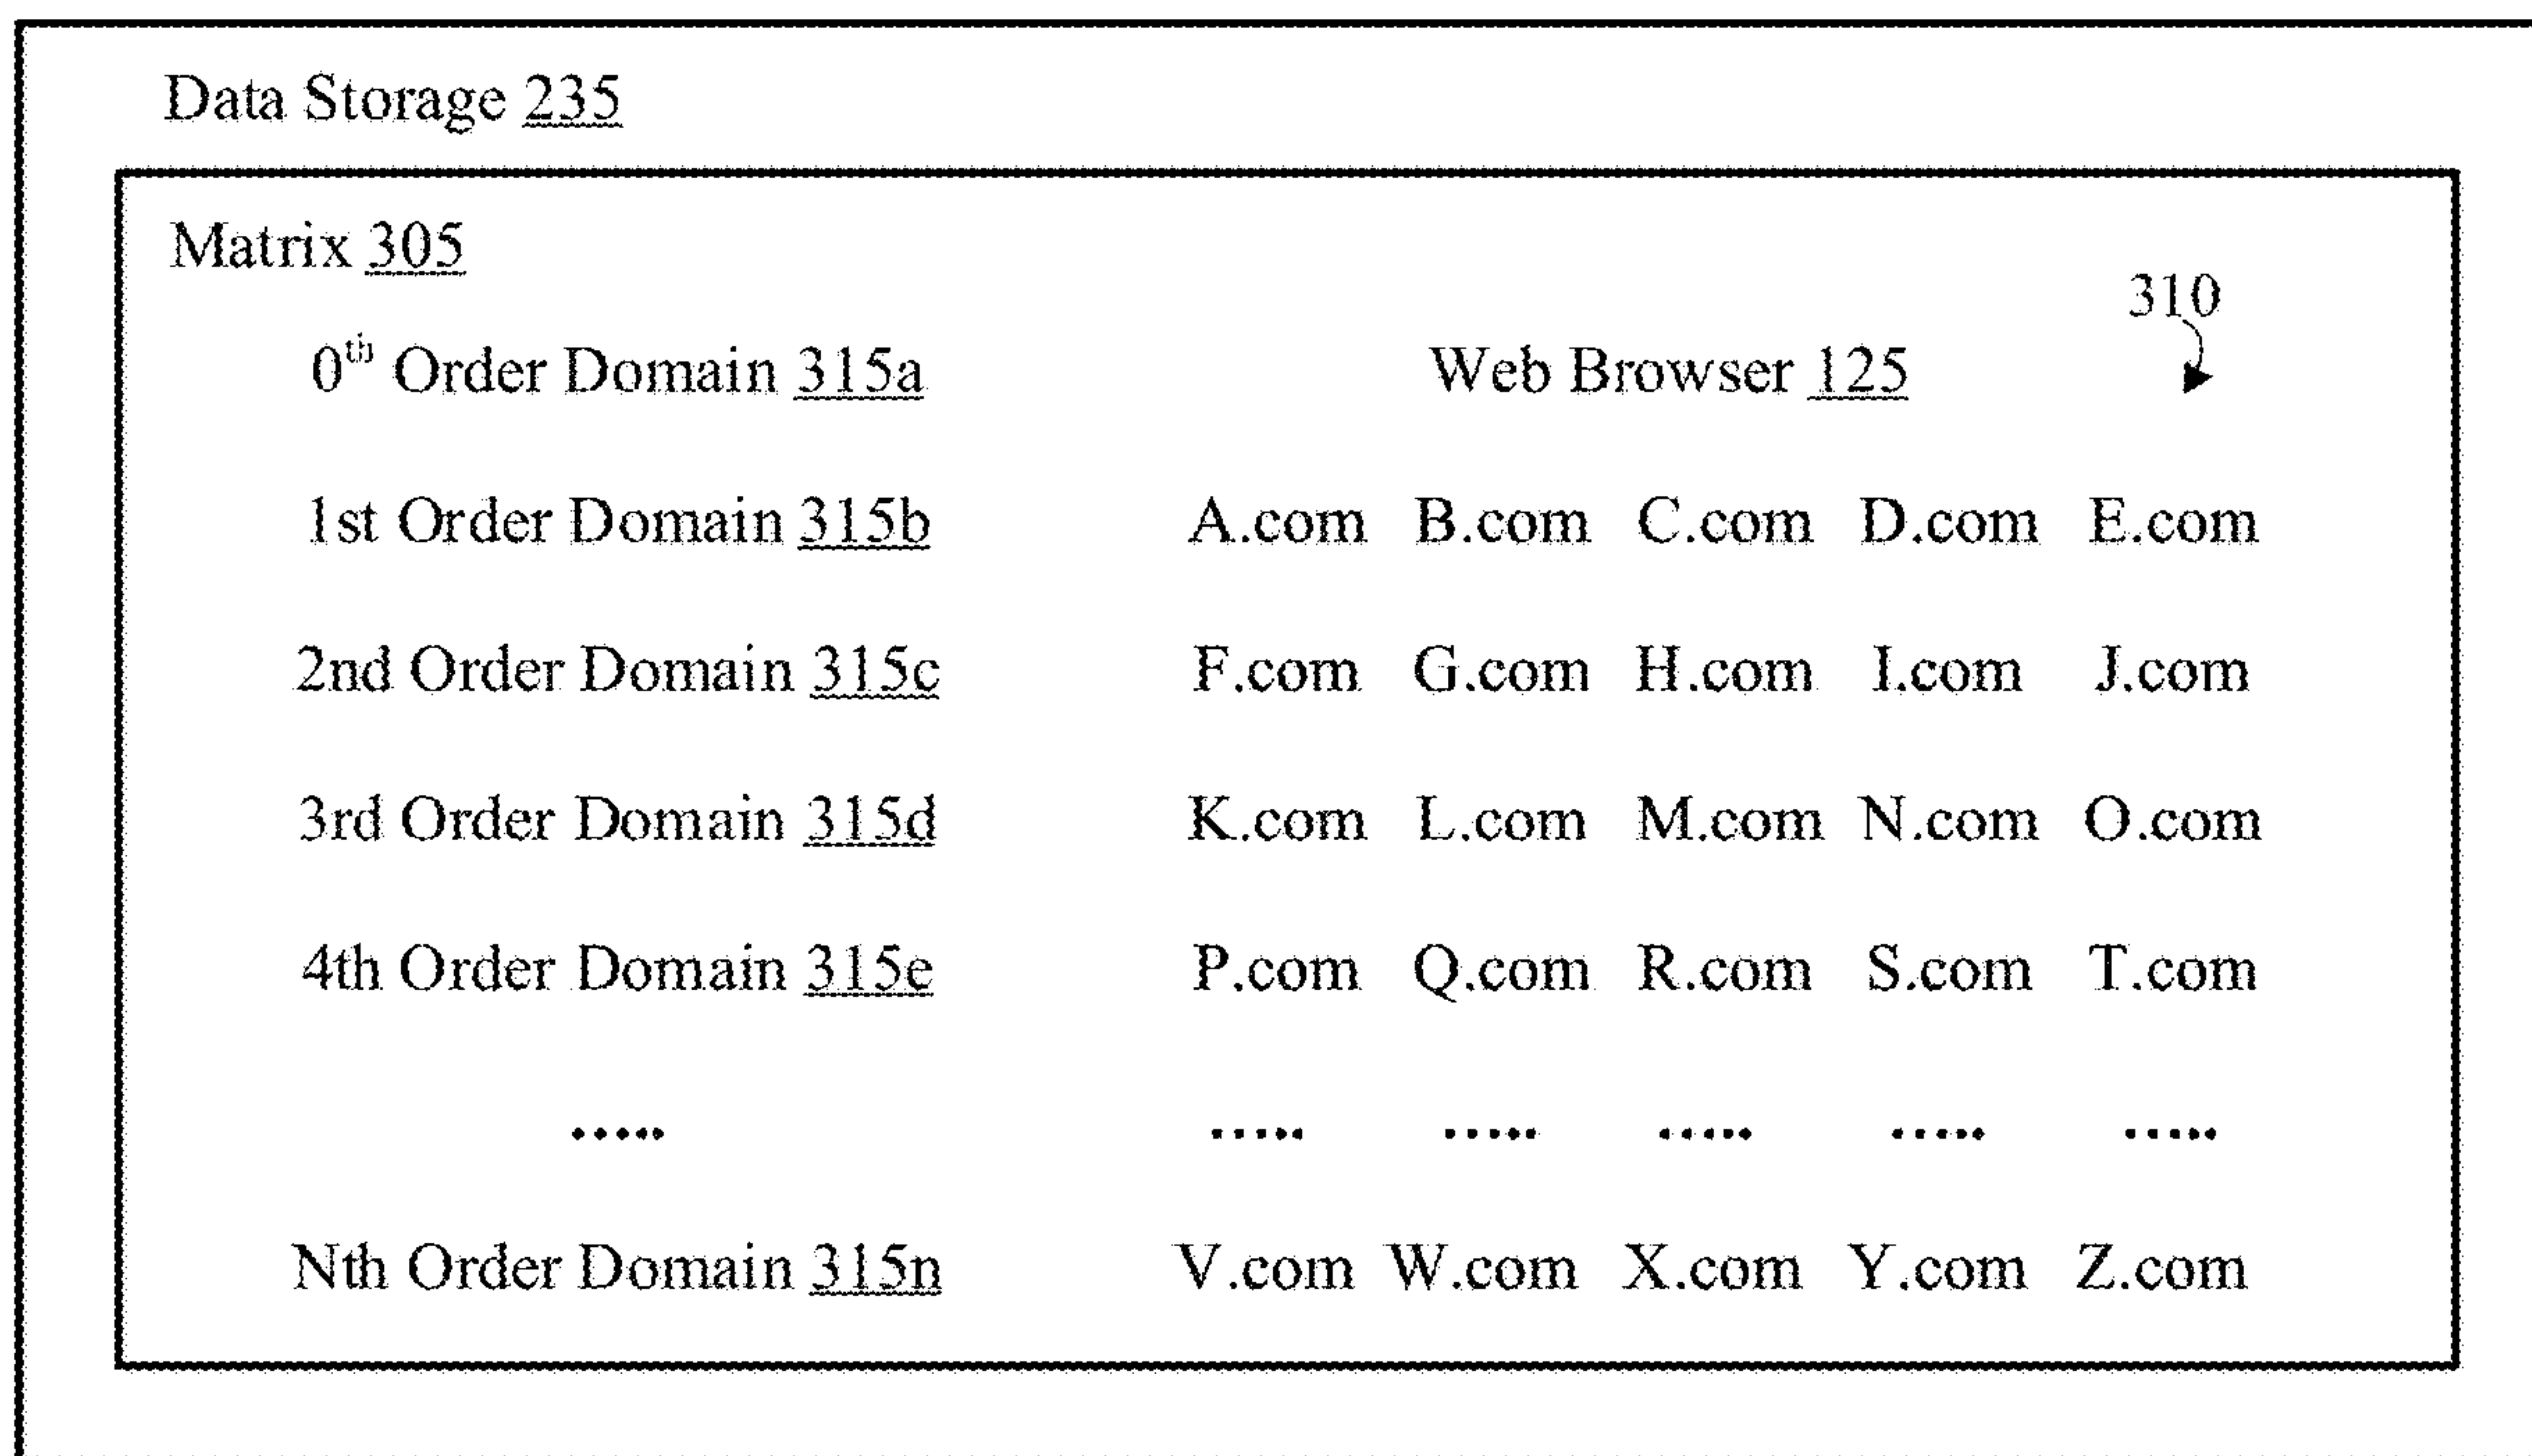 Data Storage 235
Matrix 305
310
0th Order Domain 315a Web Browser 125
1st Order Domain 315b A.com B.com C.com D.com E.com
2nd Order Domain 315c F.com G.com H.com I.com J.com
3rd Order Domain 315d K.com L.com M.com N.com O.com
4th Order Domain 315e P.com Q.com R.com S.com T.com
..... ..... ..... ..... ..... .....
Nth Order Domain 315n V.com W.com X.com Y.com Z.com